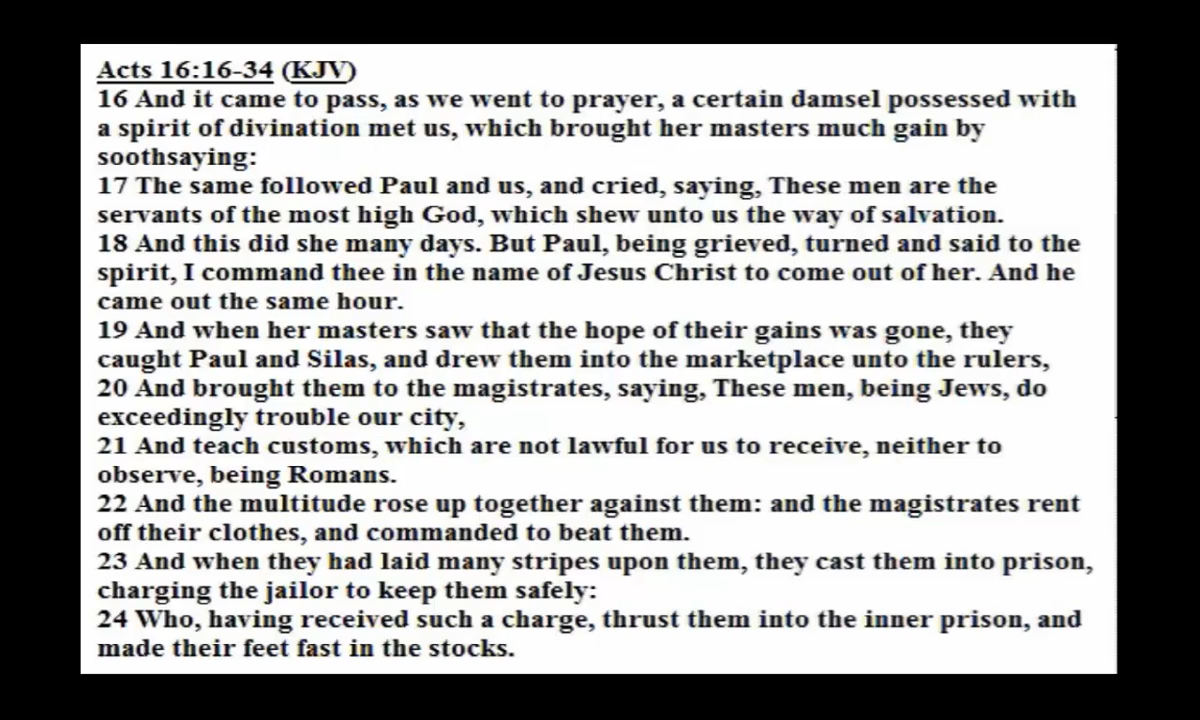 Acts 16:16-34 (KJV)
16 And it came to pass, as we went to prayer, a certain damsel possessed with
a spirit of divination met us, which brought her masters much gain by
soothsaying:
17 The same followed Paul and us, and cried, saying, These men are the
servants of the most high God, which shew unto us the way of salvation.
18 And this did she many days. But Paul, being grieved, turned and said to the
spirit, I command thee in the name of Jesus Christ to come out of her. And he
came out the same hour.
19 And when her masters saw that the hope of their gains was gone, they
caught Paul and Silas, and drew them into the marketplace unto the rulers,
20 And brought them to the magistrates, saying, These men, being Jews, do
exceedingly trouble our city,
21 And teach customs, which are not lawful for us to receive, neither to
observe, being Romans.
22 And the multitude rose up together against them: and the magistrates rent
off their clothes, and commanded to beat them.
23 And when they had laid many stripes upon them, they cast them into prison,
charging the jailor to keep them safely:
24 Who, having received such a charge, thrust them into the inner prison, and
made their feet fast in the stocks.